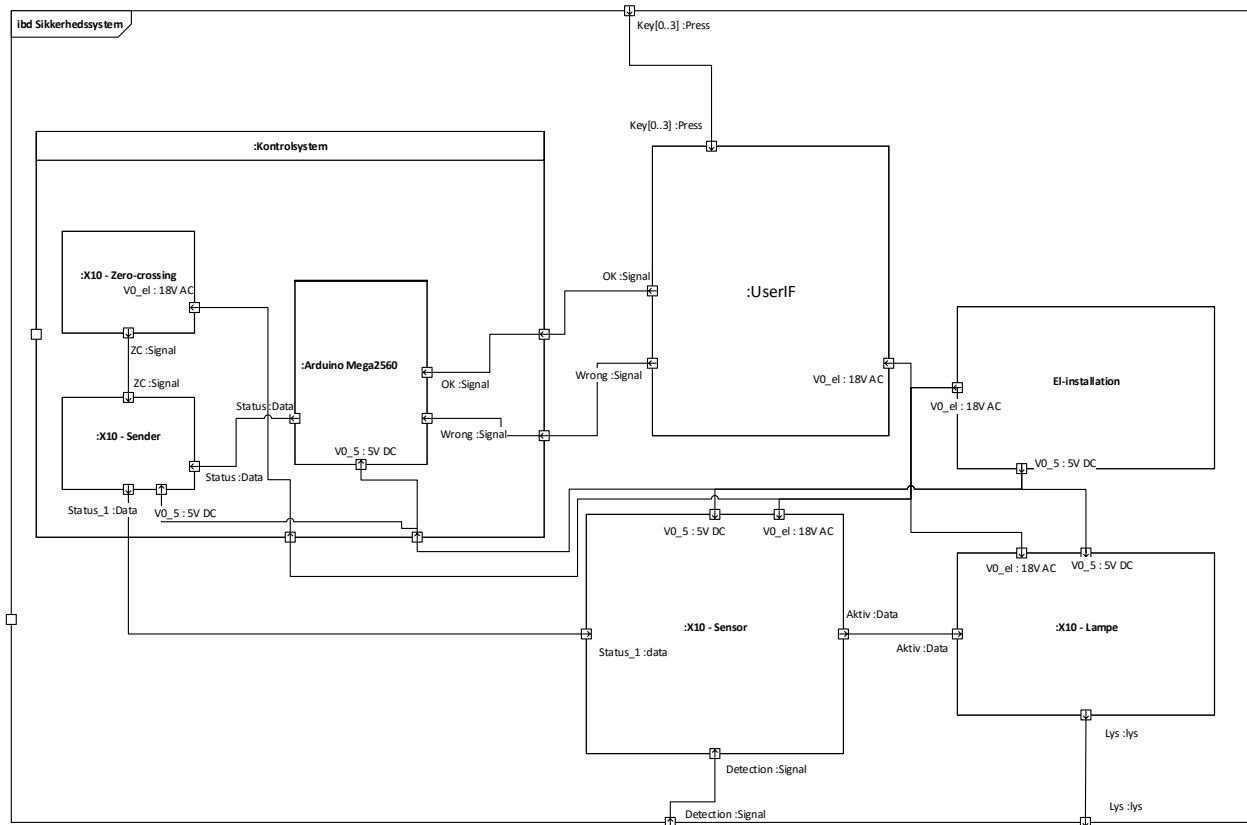 ibd Sikkerhedssystem
Key[0..3] :Press
Key[0..3] :Press
:Kontrolsystem
:X10 - Zero-crossing
V0_el : 18V AC
ZC :Signal
ZC :Signal
:X10 - Sender
Status :Data
Status :Data
Status_1 :Data
V0_5 : 5V DC
:Arduino Mega2560
OK :Signal
Wrong :Signal
V0_5 : 5V DC
OK :Signal
Wrong :Signal
:UserIF
V0_el : 18V AC
El-installation
V0_el : 18V AC
V0_5 : 5V DC
V0_5 : 5V DC
V0_el : 18V AC
:X10 - Sensor
Status_1 :data
Aktiv :Data
Detection :Signal
Detection :Signal
V0_el : 18V AC
V0_5 : 5V DC
:X10 - Lampe
Aktiv :Data
Lys :lys
Lys :lys